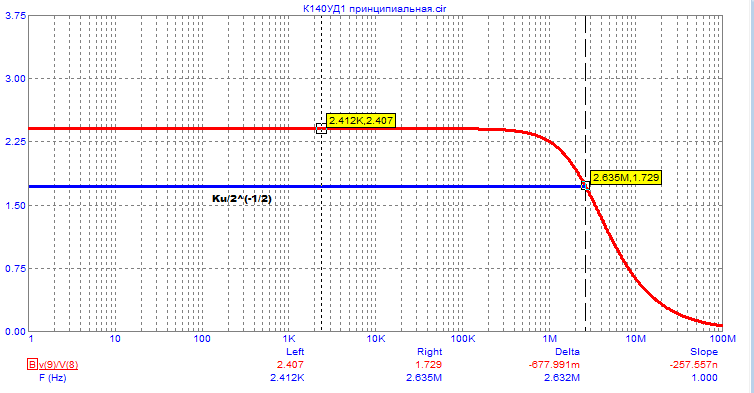 К140УД1 принципиальная.cir
3.75
3.00
2.412K,2.407
2.25
2.635M,1.729
Ku/2^(-1/2)
1.50
0.75
0.00
1 10 100 1K 10K 100K 1M 10M 100M
Left Right Delta Slope
B v(9)/V(8) 2.407 1.729 -677.991m -257.557n
F (Hz) 2.412K 2.635M 2.632M 1.000